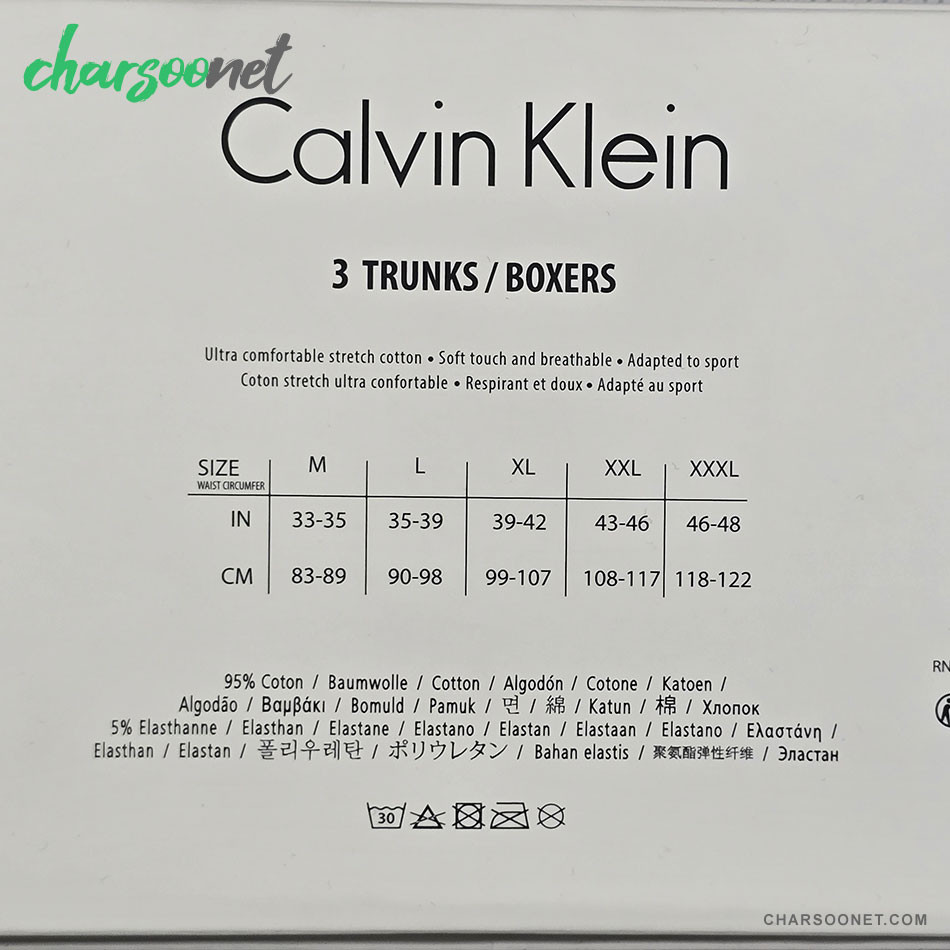 charsoonet
Calvin Klein
3 TRUNKS / BOXERS
Ultra comfortable stretch cotton • Soft touch and breathable • Adapted to sport
Coton stretch ultra confortable • Respirant et doux • Adapté au sport
SIZE M L XL XXL XXXL
WAIST CIRCUMFER
IN 33-35 35-39 39-42 43-46 46-48
CM 83-89 90-98 99-107 108-117 118-122
95% Coton / Baumwolle / Cotton / Algodón / Cotone / Katoen /
Algodão / Βαμβάκι / Bomuld / Pamuk / 면 / 綿 / Katun / 棉 / Хлопок
5% Elasthanne / Elasthan / Elastane / Elastano / Elastan / Elastaan / Elastano / Ελαστάνη /
Elasthan / Elastan / 폴리우레탄 / ポリウレタン / Bahan elastis / 聚氨酯弹性纤维 / Эластан
30
RN
CHARSOONET.COM